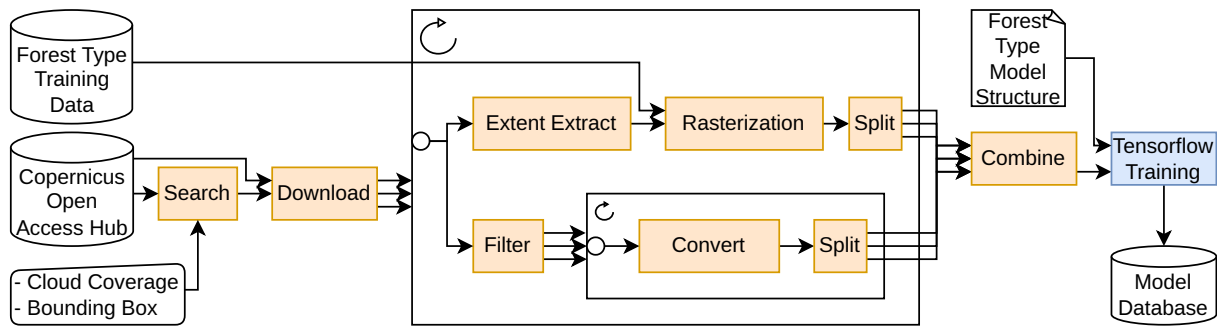 Forest Type
Training
Data
Copernicus
Open
Access Hub
- Cloud Coverage
- Bounding Box
Search
Download
Extent Extract
Rasterization
Split
Filter
Convert
Split
Forest
Type
Model
Structure
Combine
Tensorflow
Training
Model
Database